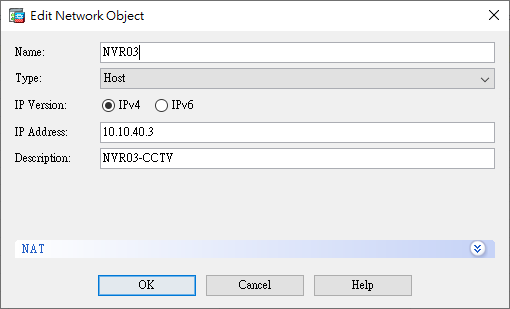 Edit Network Object
Name: NVR03
Type: Host
IP Version: IPv4 IPv6
IP Address: 10.10.40.3
Description: NVR03-CCTV
NAT
OK Cancel Help